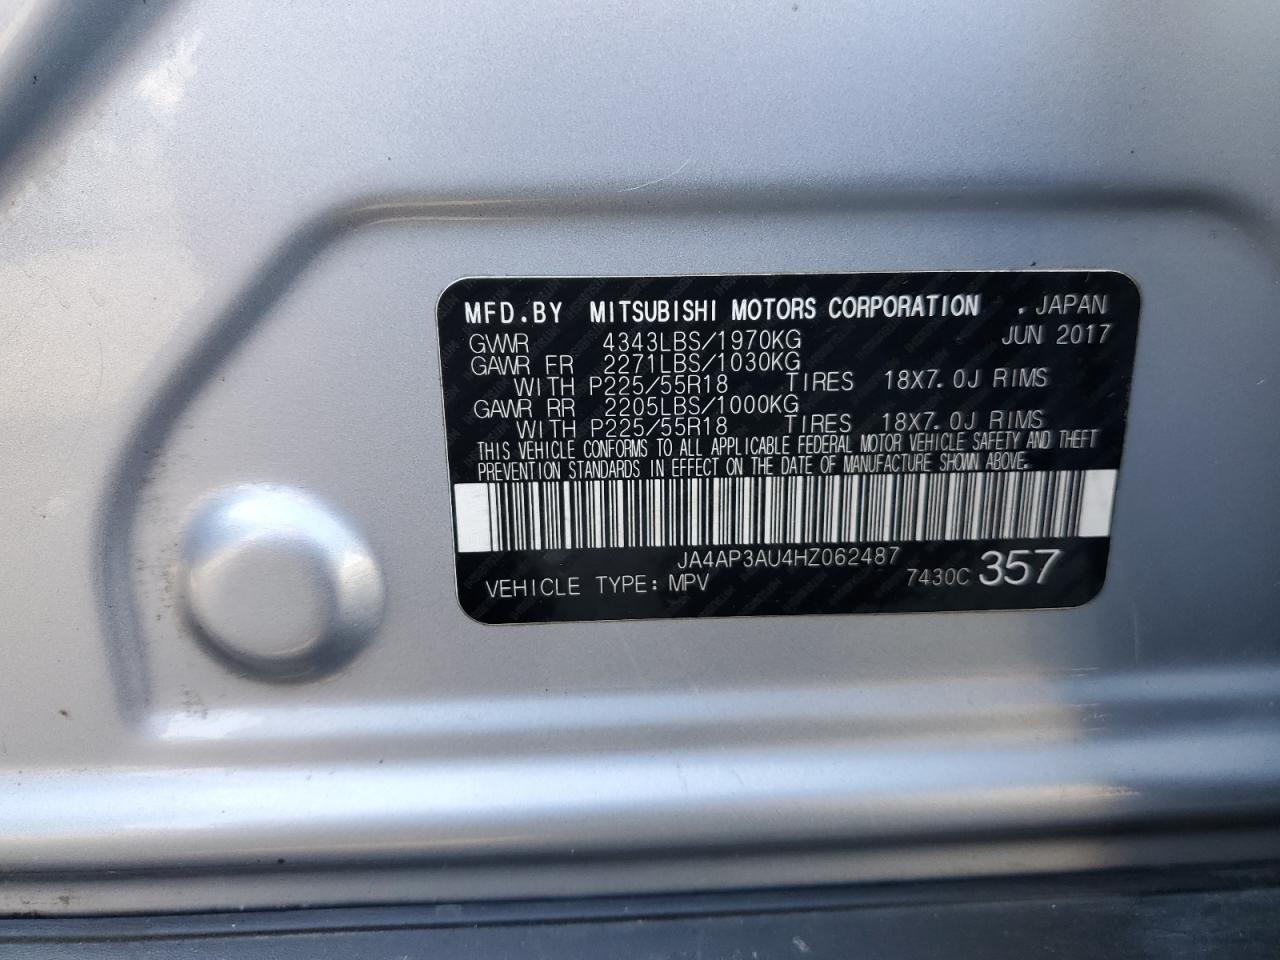 MFD.BY MITSUBISHI MOTORS CORPORATION . JAPAN
JUN 2017
GVWR 4343LBS/1970KG
GAWR FR 2271LBS/1030KG
WITH P225/55R18 TIRES 18X7.0J RIMS
GAWR RR 2205LBS/1000KG
WITH P225/55R18 TIRES 18X7.0J RIMS
THIS VEHICLE CONFORMS TO ALL APPLICABLE FEDERAL MOTOR VEHICLE SAFETY AND THEFT
PREVENTION STANDARDS IN EFFECT ON THE DATE OF MANUFACTURE SHOWN ABOVE.
JA4AP3AU4HZ062487
VEHICLE TYPE: MPV 7430C 357